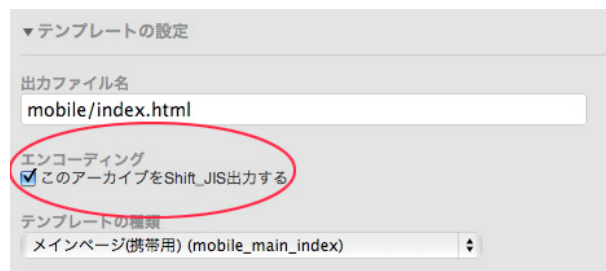 ▼テンプレートの設定
出力ファイル名
mobile/index.html
エンコーディング
このアーカイブをShift_JIS出力する
テンプレートの種類
メインページ(携帯用) (mobile_main_index)